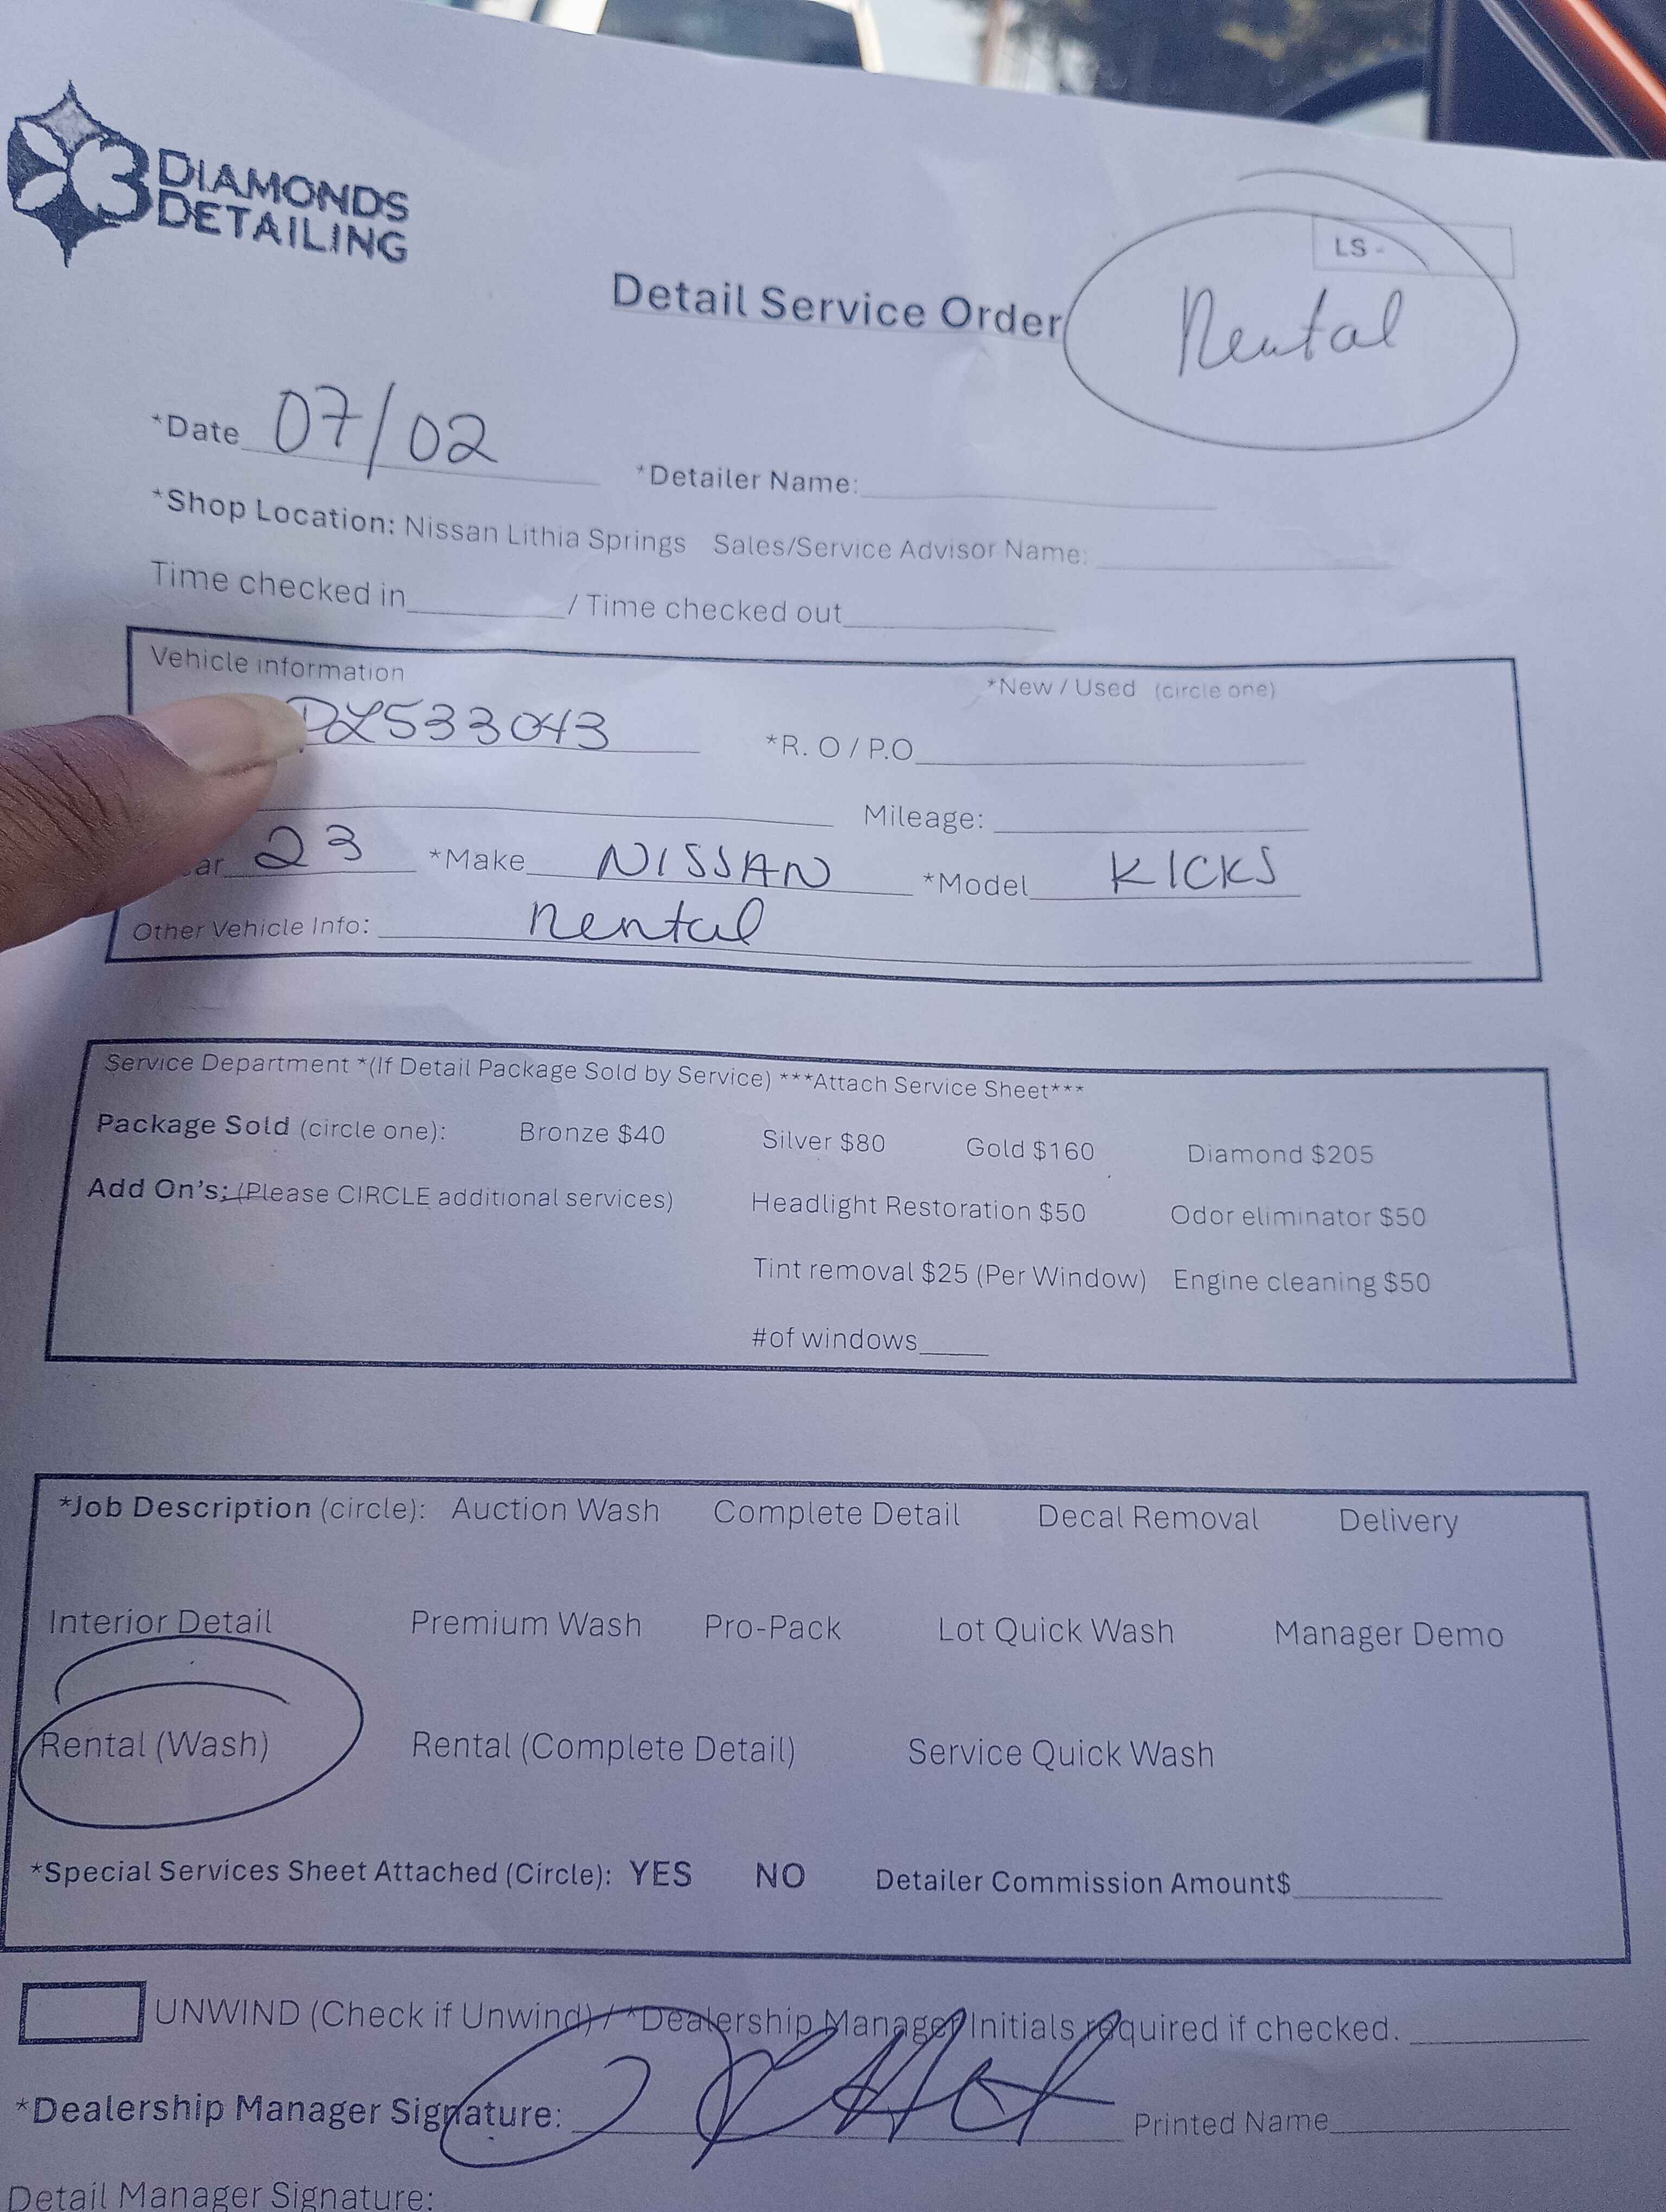 3 DIAMONDS
DETAILING
LS -
Detail Service Order
Rental
*Date 07/02 *Detailer Name:
*Shop Location: Nissan Lithia Springs Sales/Service Advisor Name:
Time checked in / Time checked out
Vehicle information
*New / Used (circle one)
PL533043 *R. O / P.O
Mileage:
ar 23 *Make NISSAN *Model KICKS
Other Vehicle Info: Rental
Service Department *(If Detail Package Sold by Service) ***Attach Service Sheet***
Package Sold (circle one): Bronze $40 Silver $80 Gold $160 Diamond $205
Add On's: (Please CIRCLE additional services) Headlight Restoration $50 Odor eliminator $50
Tint removal $25 (Per Window) Engine cleaning $50
#of windows
*Job Description (circle): Auction Wash Complete Detail Decal Removal Delivery
Interior Detail Premium Wash Pro-Pack Lot Quick Wash Manager Demo
Rental (Wash) Rental (Complete Detail) Service Quick Wash
*Special Services Sheet Attached (Circle): YES NO Detailer Commission Amount$
UNWIND (Check if Unwind) / *Dealership Manager Initials required if checked.
*Dealership Manager Signature: Printed Name
Detail Manager Signature: